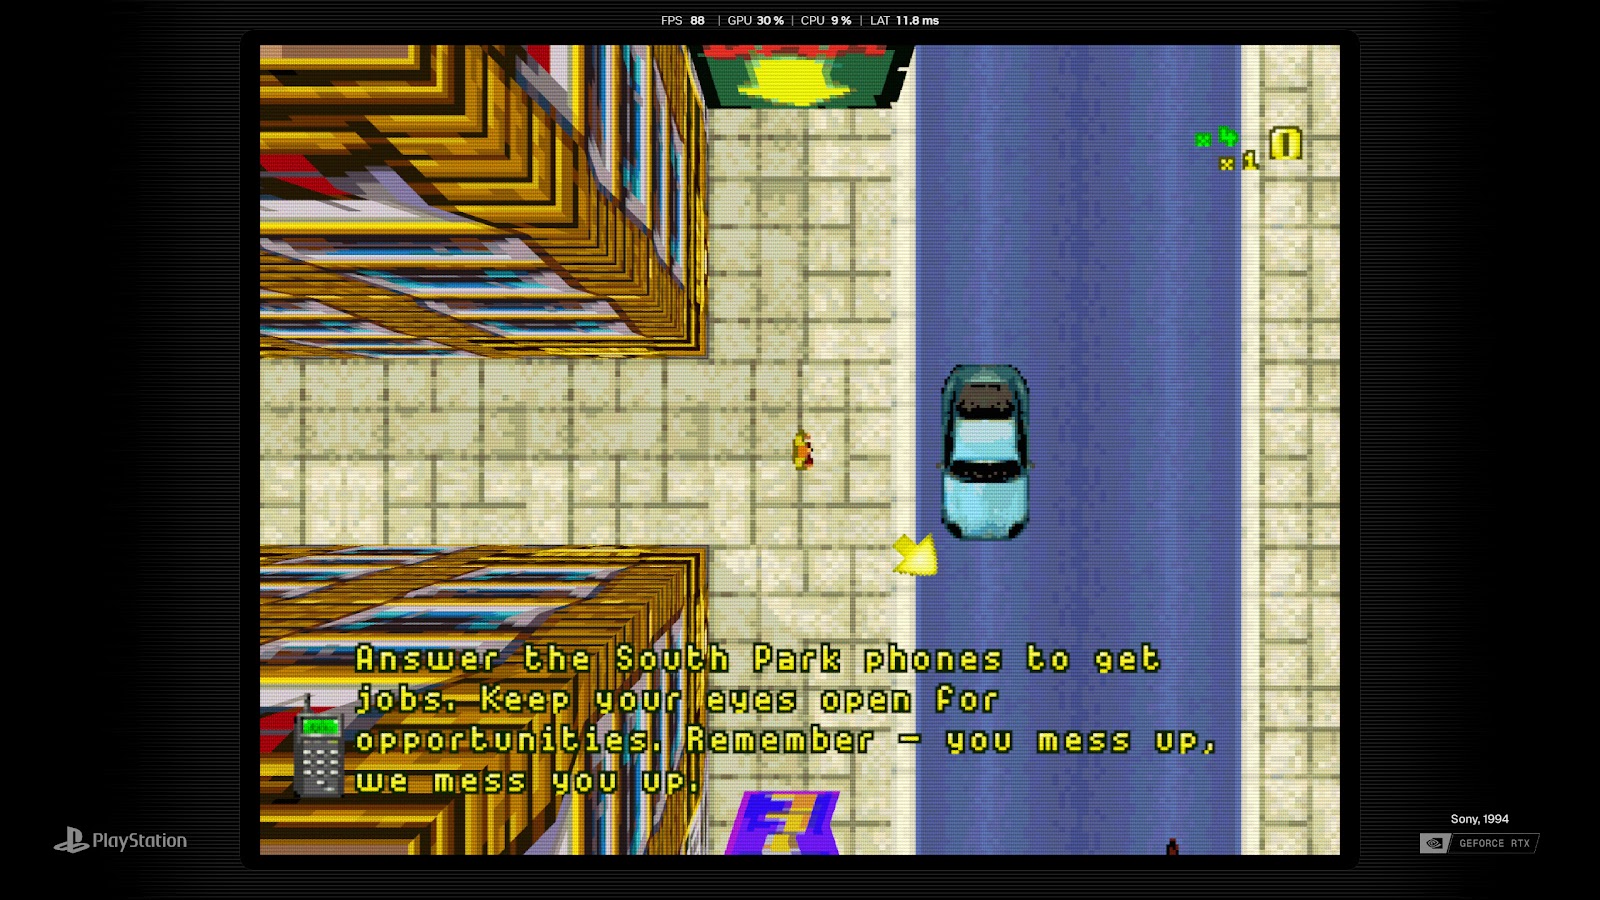 FPS 88 | GPU 30 % | CPU 9 % | LAT 11.8 ms
x 4
x 1
Answer the South Park phones to get
jobs. Keep your eyes open for
opportunities. Remember - you mess up,
we mess you up.
PlayStation
Sony, 1994
GEFORCE RTX